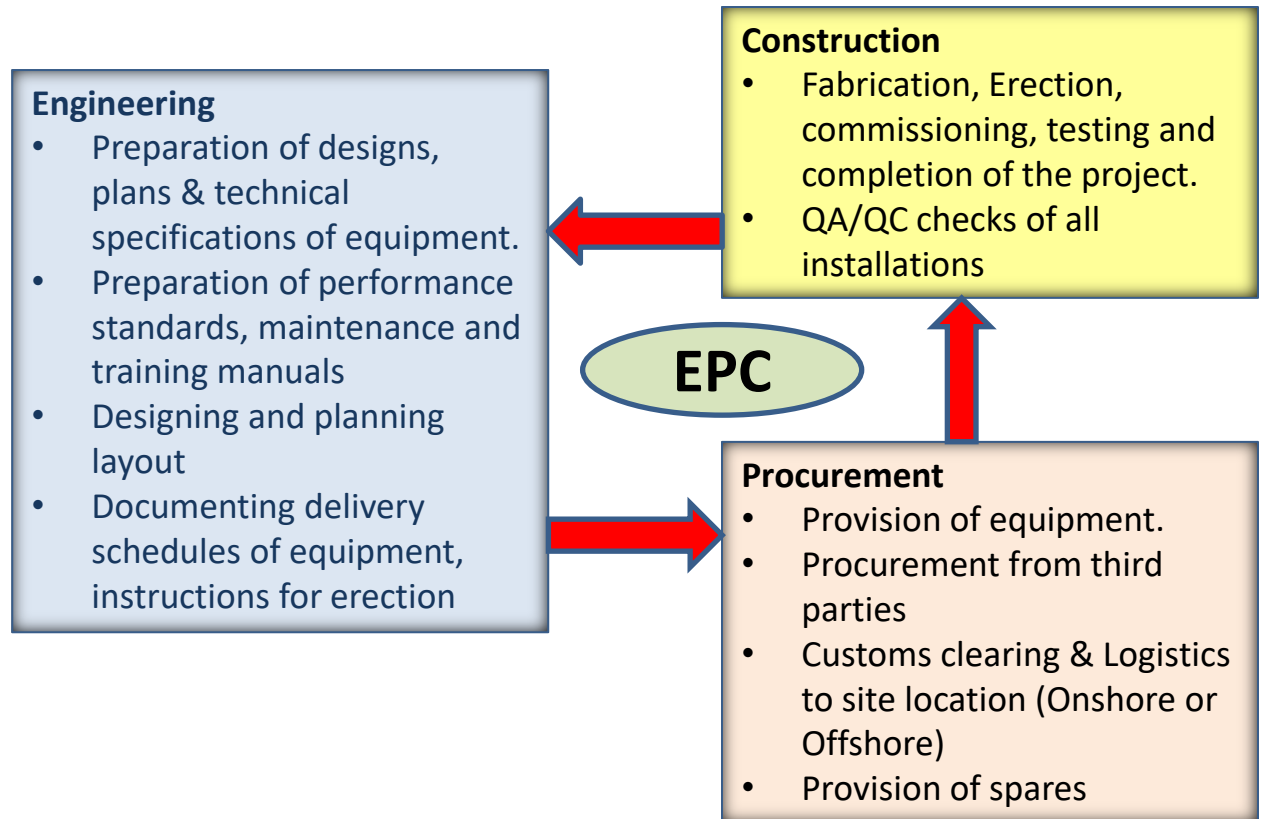 Engineering
• Preparation of designs,
plans & technical
specifications of equipment.
• Preparation of performance
standards, maintenance and
training manuals
• Designing and planning
layout
• Documenting delivery
schedules of equipment,
instructions for erection
Construction
• Fabrication, Erection,
commissioning, testing and
completion of the project.
• QA/QC checks of all
installations
EPC
Procurement
• Provision of equipment.
• Procurement from third
parties
• Customs clearing & Logistics
to site location (Onshore or
Offshore)
• Provision of spares